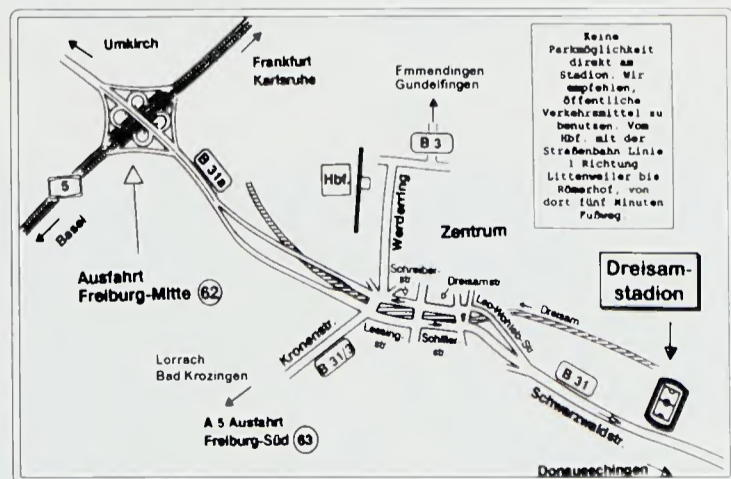 Umkirch
Frankfurt
Karlsruhe
Emmendingen
Gundelfingen
Keine
Parkmöglichkeit
direkt am
Stadion. Wir
empfehlen,
öffentliche
Verkehrsmittel zu
benutzen. Vom
Hbf. mit der
Straßenbahn Linie
1 Richtung
Littenweiler bis
Römerhof, von
dort fünf Minuten
Fußweg.
B 3
B 31a
Hbf.
5
Basel
Werderring
Zentrum
Ausfahrt
Freiburg-Mitte 62
Schreiber-
str
Dreisamstr
Leo-Wohleb-Str
Dreisam
Dreisam-
stadion
Kronenstr.
Lessing-
str
Schiller
str
B 31/3
Lorrach
Bad Krozingen
B 31
Schwarzwaldstr.
A 5 Ausfahrt
Freiburg-Süd 63
Donaueschingen